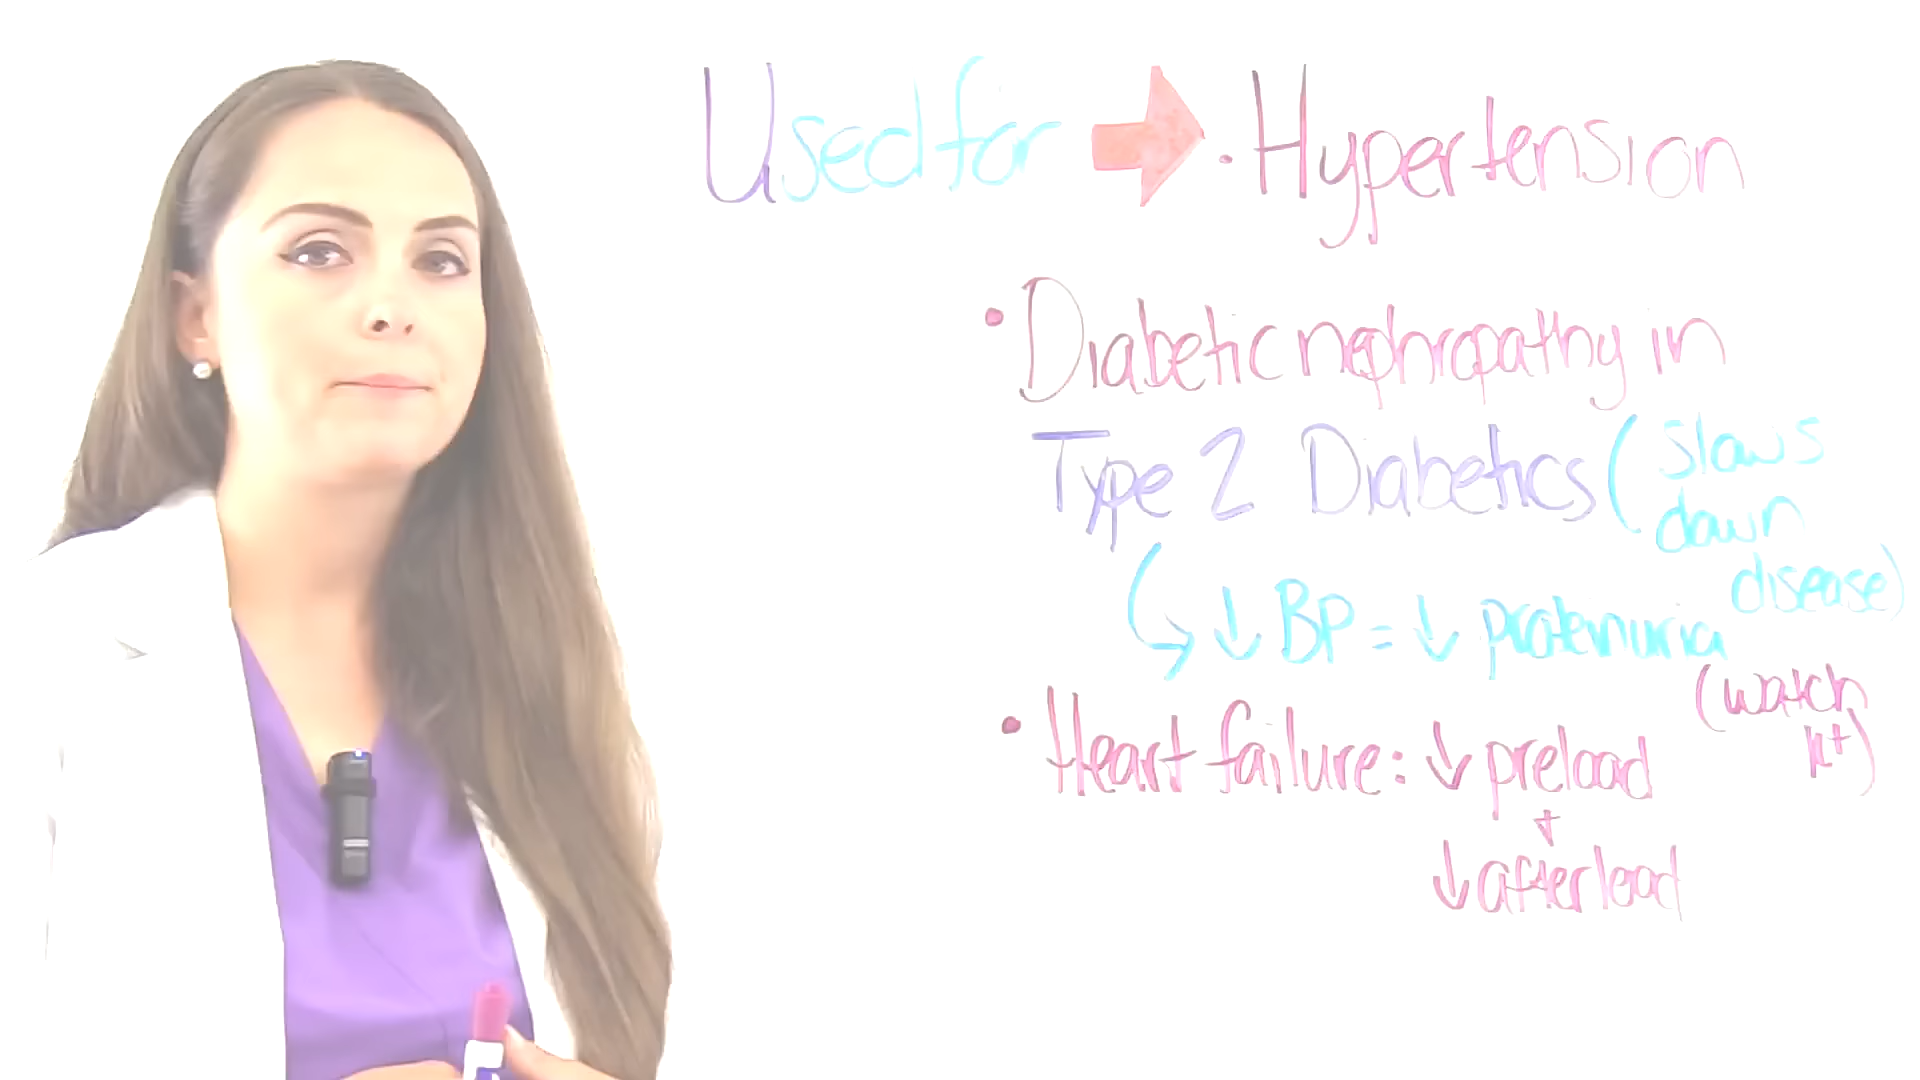 Used for → • Hypertension
• Diabetic nephropathy in
Type 2 Diabetics (slows
down
disease)
↓ BP = ↓ proteinuria
(watch
K+)
• Heart failure: ↓ preload
+
↓ afterload